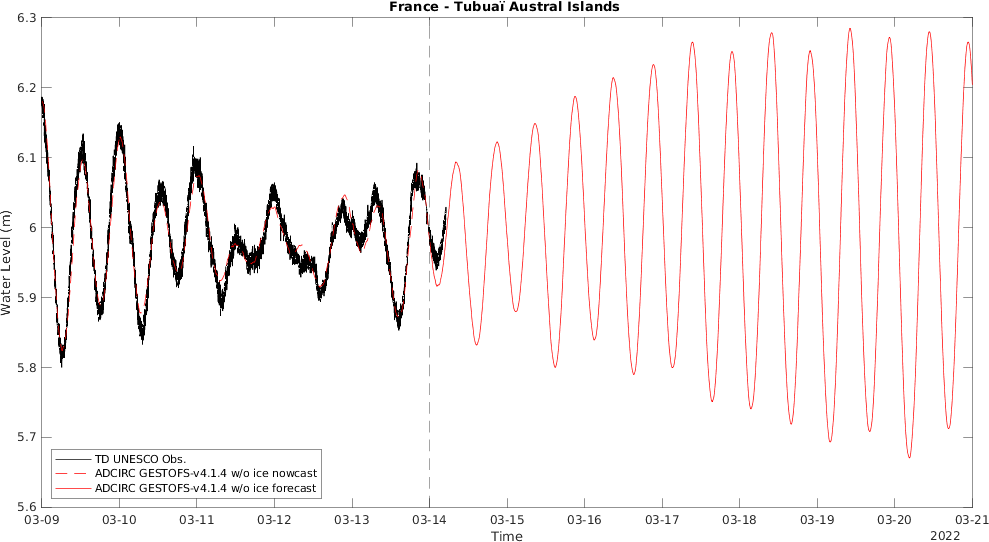 France - Tubuaï Austral Islands
6.3
6.2
6.1
6
5.9
5.8
5.7
5.6
Water Level (m)
TD UNESCO Obs.
ADCIRC GESTOFS-v4.1.4 w/o ice nowcast
ADCIRC GESTOFS-v4.1.4 w/o ice forecast
03-09 03-10 03-11 03-12 03-13 03-14 03-15 03-16 03-17 03-18 03-19 03-20 03-21
Time
2022